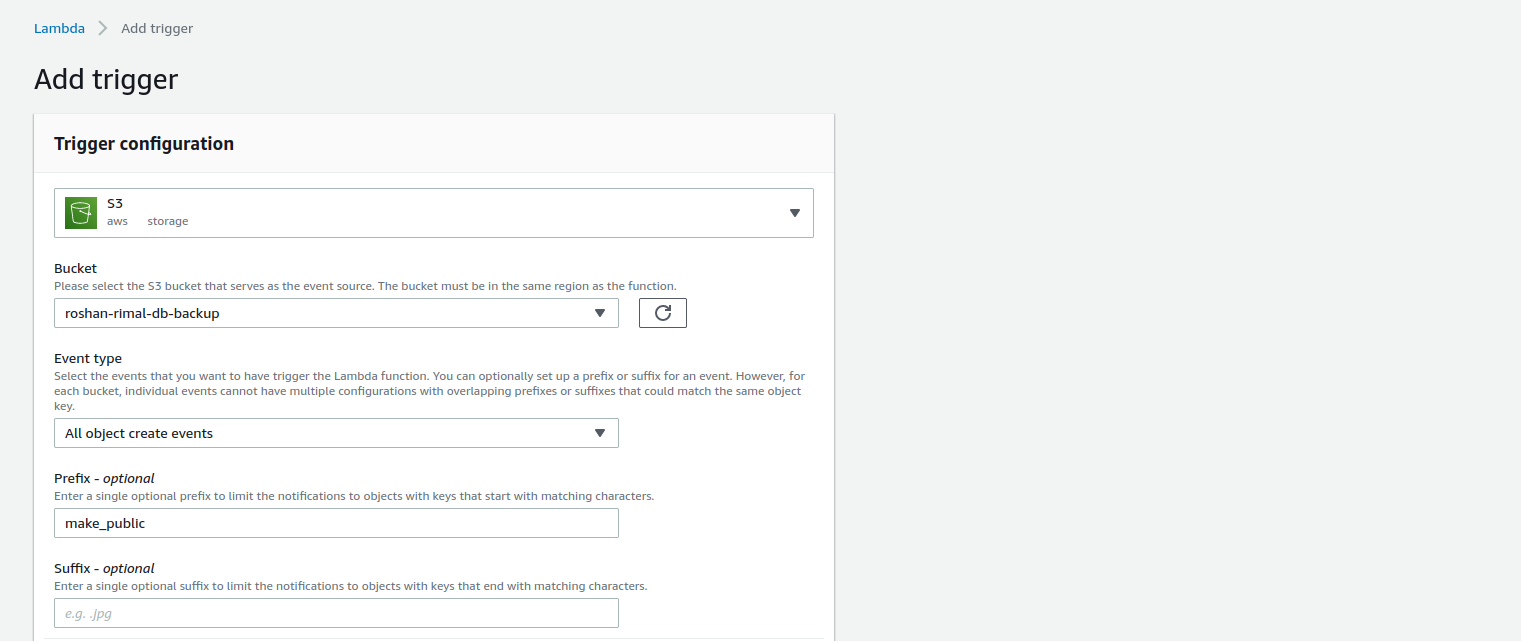 Lambda > Add trigger
Add trigger
Trigger configuration
S3
aws storage
Bucket
Please select the S3 bucket that serves as the event source. The bucket must be in the same region as the function.
roshan-rimal-db-backup
Event type
Select the events that you want to have trigger the Lambda function. You can optionally set up a prefix or suffix for an event. However, for
each bucket, individual events cannot have multiple configurations with overlapping prefixes or suffixes that could match the same object
key.
All object create events
Prefix - optional
Enter a single optional prefix to limit the notifications to objects with keys that start with matching characters.
make_public
Suffix - optional
Enter a single optional suffix to limit the notifications to objects with keys that end with matching characters.
e.g. .jpg